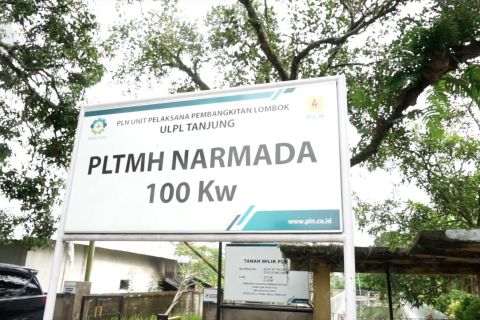 PLN UNIT PELAKSANA PEMBANGKITAN LOMBOK
ULPL TANJUNG
PLN
PLTMH NARMADA
100 Kw
www.pln.co.id
TANAH MILIK PLN